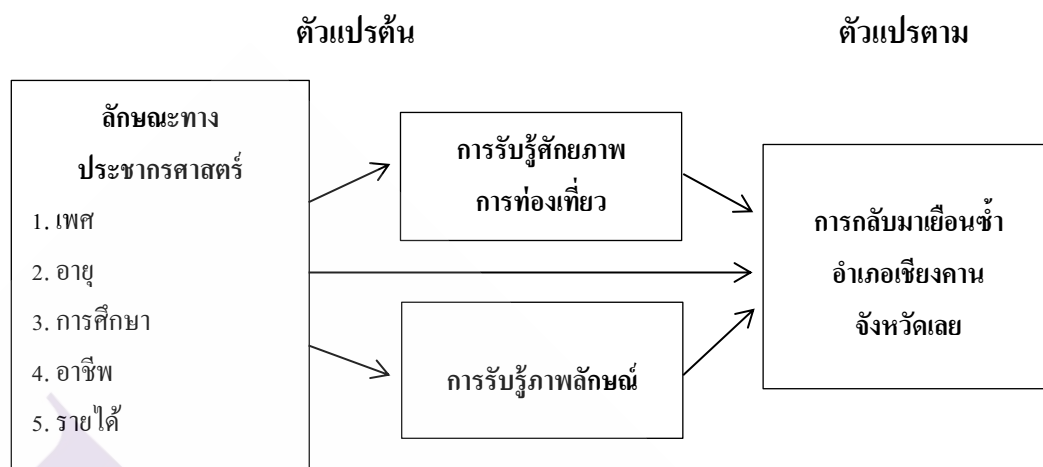 ตัวแปรต้น
ตัวแปรตาม
ลักษณะทาง
ประชากรศาสตร์
1. เพศ
2. อายุ
3. การศึกษา
4. อาชีพ
5. รายได้
การรับรู้ศักยภาพ
การท่องเที่ยว
การรับรู้ภาพลักษณ์
การกลับมาเยือนซ้ำ
อำเภอเชียงคาน
จังหวัดเลย